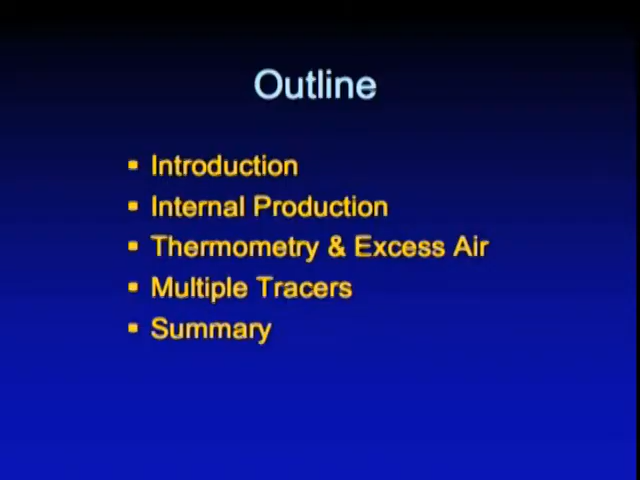 Outline
Introduction
Internal Production
Thermometry & Excess Air
Multiple Tracers
Summary